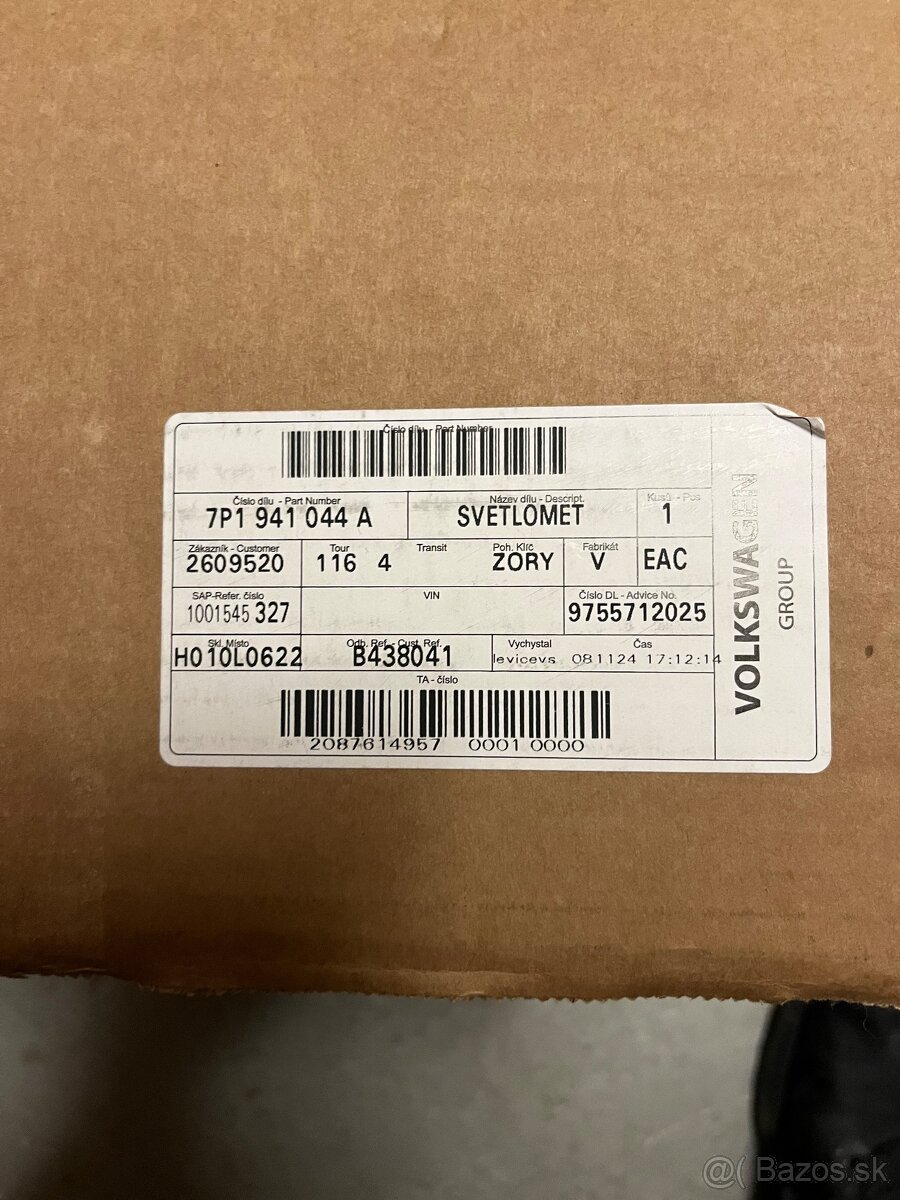 Číslo dílu - Part Number
Číslo dílu - Part Number
Název dílu - Descript.
Kusů - Pos
7P1 941 044 A
SVETLOMET
1
Zákazník - Customer
Tour
Transit
Poh. Klíč
Fabrikát
2609520
116 4
ZORY
V
EAC
SAP-Refer. číslo
VIN
Číslo DL - Advice No.
1001545 327
9755712025
Skl. Místo
Odb. Ref. - Cust. Ref.
Vychystal
Čas
H010L0622
B438041
levicevs
081124 17:12:14
TA - číslo
2087614957 0001 0000
VOLKSWAGEN
GROUP
@( Bazos.sk